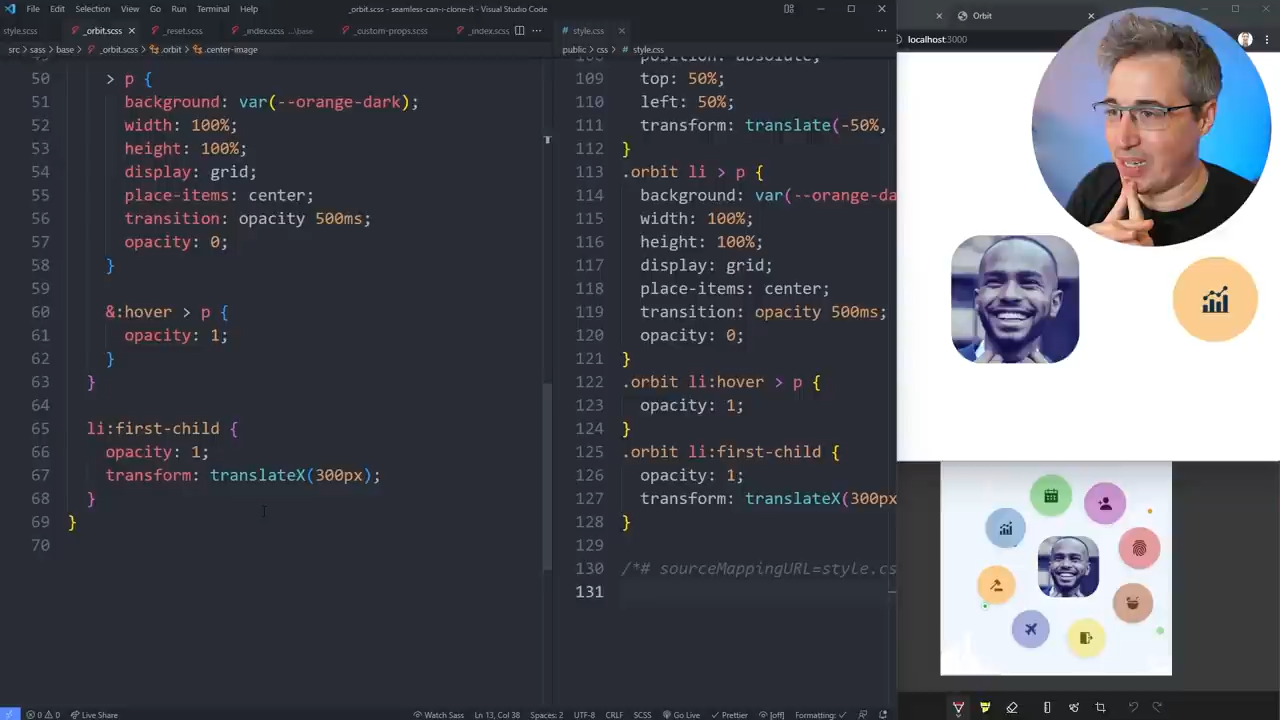 File Edit Selection View Go Run Terminal Help
_orbit.scss - seamless-can-i-clone-it - Visual Studio Code
style.scss _orbit.scss _reset.scss _index.scss ...\base _custom-props.scss _index.scss
style.css
Orbit
src > sass > base > _orbit.scss > .orbit > .center-image
public > css > style.css
localhost:3000
50 > p {
51 background: var(--orange-dark);
52 width: 100%;
53 height: 100%;
54 display: grid;
55 place-items: center;
56 transition: opacity 500ms;
57 opacity: 0;
58 }
59
60 &:hover > p {
61 opacity: 1;
62 }
63 }
64
65 li:first-child {
66 opacity: 1;
67 transform: translateX(300px);
68 }
69 }
70
position: absolute;
109 top: 50%;
110 left: 50%;
111 transform: translate(-50%,
112 }
113 .orbit li > p {
114 background: var(--orange-da
115 width: 100%;
116 height: 100%;
117 display: grid;
118 place-items: center;
119 transition: opacity 500ms;
120 opacity: 0;
121 }
122 .orbit li:hover > p {
123 opacity: 1;
124 }
125 .orbit li:first-child {
126 opacity: 1;
127 transform: translateX(300px
128 }
129
130 /*# sourceMappingURL=style.cs
131
0 0 Live Share
Watch Sass Ln 13, Col 38 Spaces: 2 UTF-8 CRLF SCSS Go Live Prettier [off] Formatting: ✓